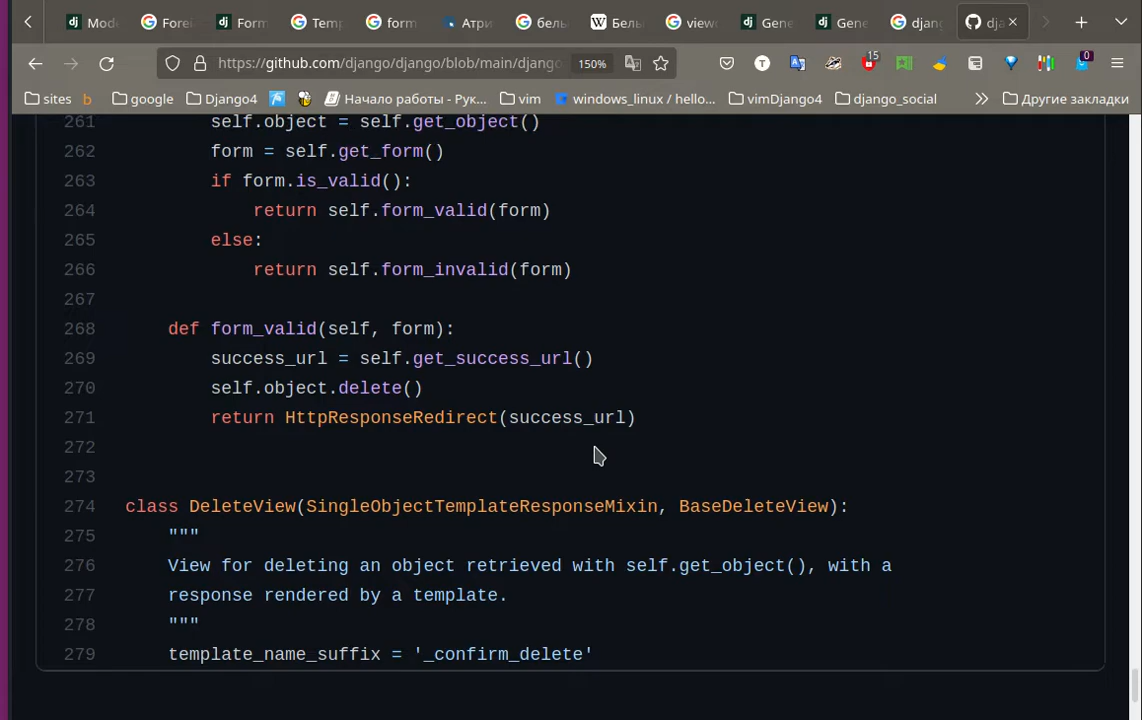 Mod
Forei
Form
Temp
form
Атри
бель
Бель
view
Gene
Gene
djang
dja
https://github.com/django/django/blob/main/django
150%
15
0
sites
b
google
Django4
Начало работы - Рук...
vim
windows_linux / hello...
vimDjango4
django_social
Другие закладки
261 self.object = self.get_object()
262 form = self.get_form()
263 if form.is_valid():
264 return self.form_valid(form)
265 else:
266 return self.form_invalid(form)
267
268 def form_valid(self, form):
269 success_url = self.get_success_url()
270 self.object.delete()
271 return HttpResponseRedirect(success_url)
272
273
274 class DeleteView(SingleObjectTemplateResponseMixin, BaseDeleteView):
275 """
276 View for deleting an object retrieved with self.get_object(), with a
277 response rendered by a template.
278 """
279 template_name_suffix = '_confirm_delete'